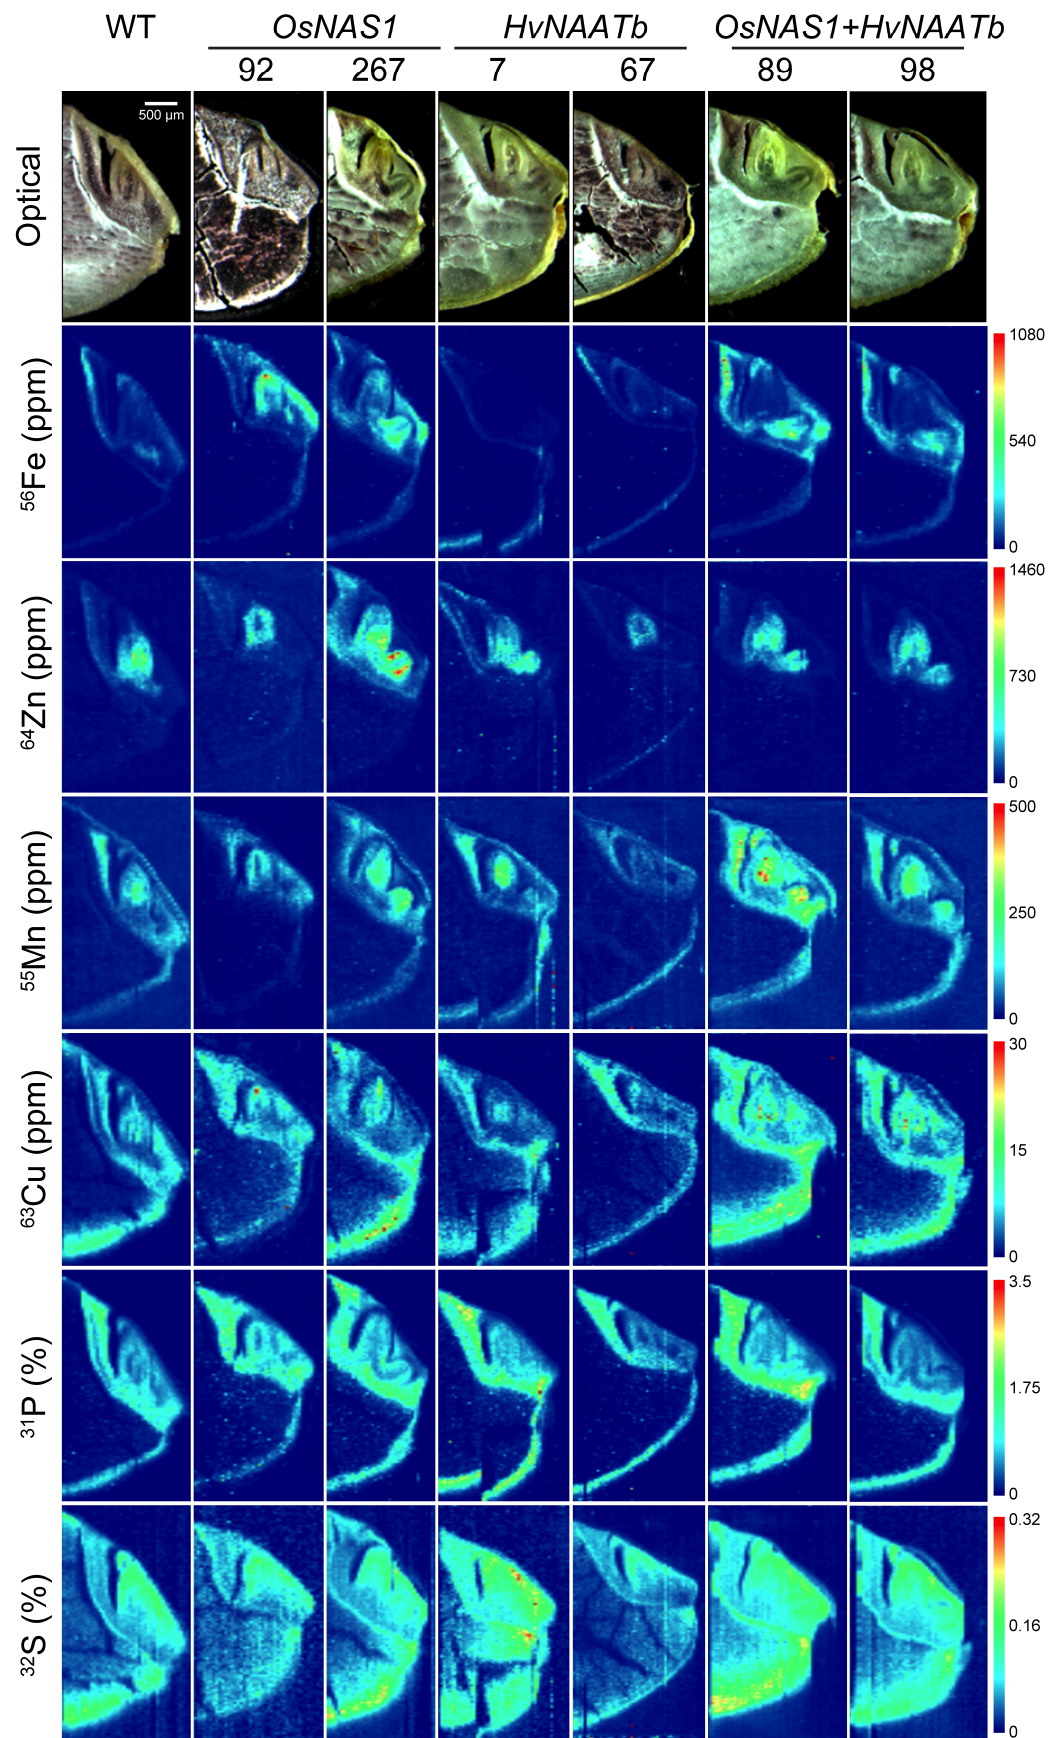 WT OsNAS1 HvNAATb OsNAS1+HvNAATb
92 267 7 67 89 98
500 μm
Optical
⁵⁶Fe (ppm)
1080
540
0
⁶⁴Zn (ppm)
1460
730
0
⁵⁵Mn (ppm)
500
250
0
⁶³Cu (ppm)
30
15
0
³¹P (%)
3.5
1.75
0
³²S (%)
0.32
0.16
0